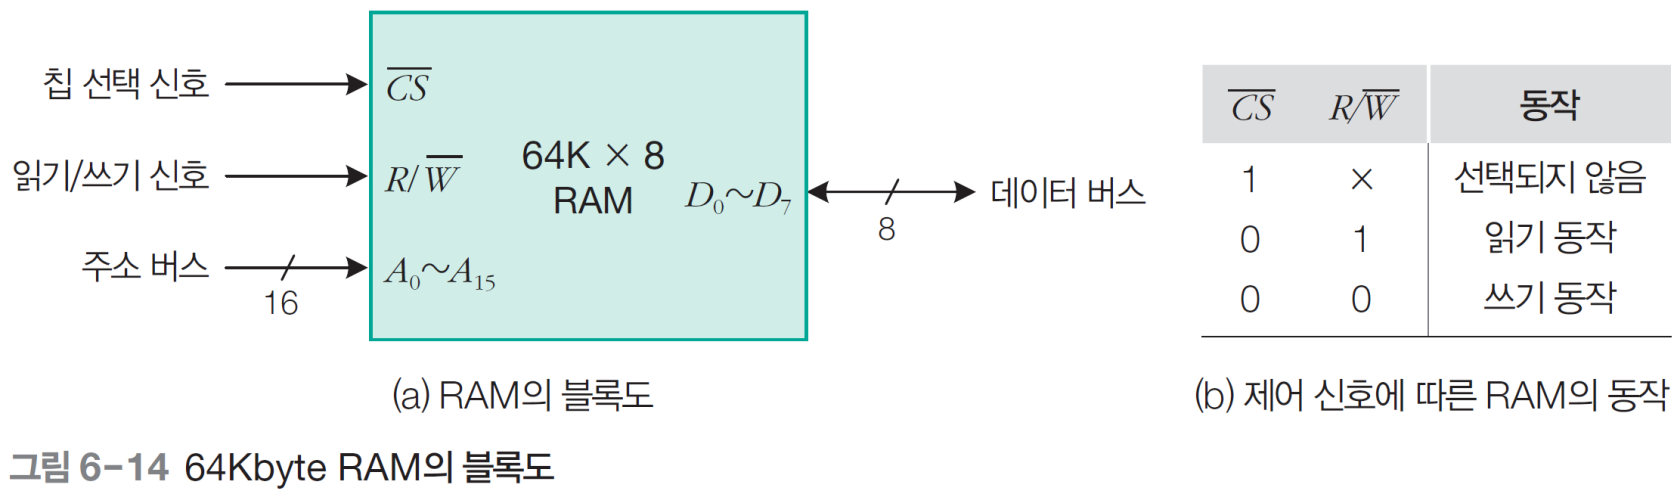 칩 선택 신호
읽기/쓰기 신호
주소 버스
16
C̅S̅
R/W̅
A₀~A₁₅
64K × 8
RAM
D₀~D₇
8
데이터 버스
(a) RAM의 블록도
C̅S̅ R/W̅ 동작
1 × 선택되지 않음
0 1 읽기 동작
0 0 쓰기 동작
(b) 제어 신호에 따른 RAM의 동작
그림 6-14 64Kbyte RAM의 블록도